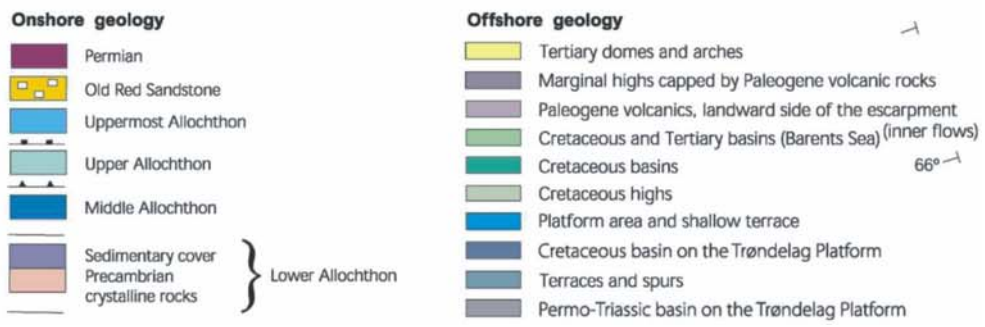 Onshore geology
Permian
Old Red Sandstone
Uppermost Allochthon
Upper Allochthon
Middle Allochthon
Sedimentary cover
Precambrian
crystalline rocks
Lower Allochthon
Offshore geology
Tertiary domes and arches
Marginal highs capped by Paleogene volcanic rocks
Paleogene volcanics, landward side of the escarpment
Cretaceous and Tertiary basins (Barents Sea) (inner flows)
Cretaceous basins
66º
Cretaceous highs
Platform area and shallow terrace
Cretaceous basin on the Trøndelag Platform
Terraces and spurs
Permo-Triassic basin on the Trøndelag Platform